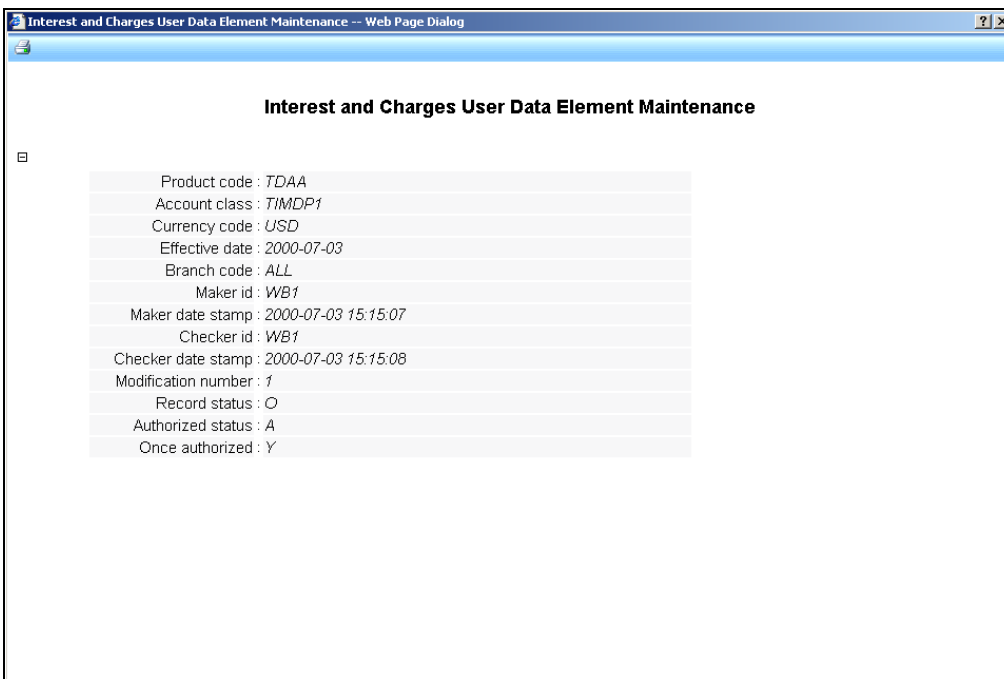 Interest and Charges User Data Element Maintenance -- Web Page Dialog
Interest and Charges User Data Element Maintenance
Product code : TDAA
Account class : TIMDP1
Currency code : USD
Effective date : 2000-07-03
Branch code : ALL
Maker id : WB1
Maker date stamp : 2000-07-03 15:15:07
Checker id : WB1
Checker date stamp : 2000-07-03 15:15:08
Modification number : 1
Record status : O
Authorized status : A
Once authorized : Y